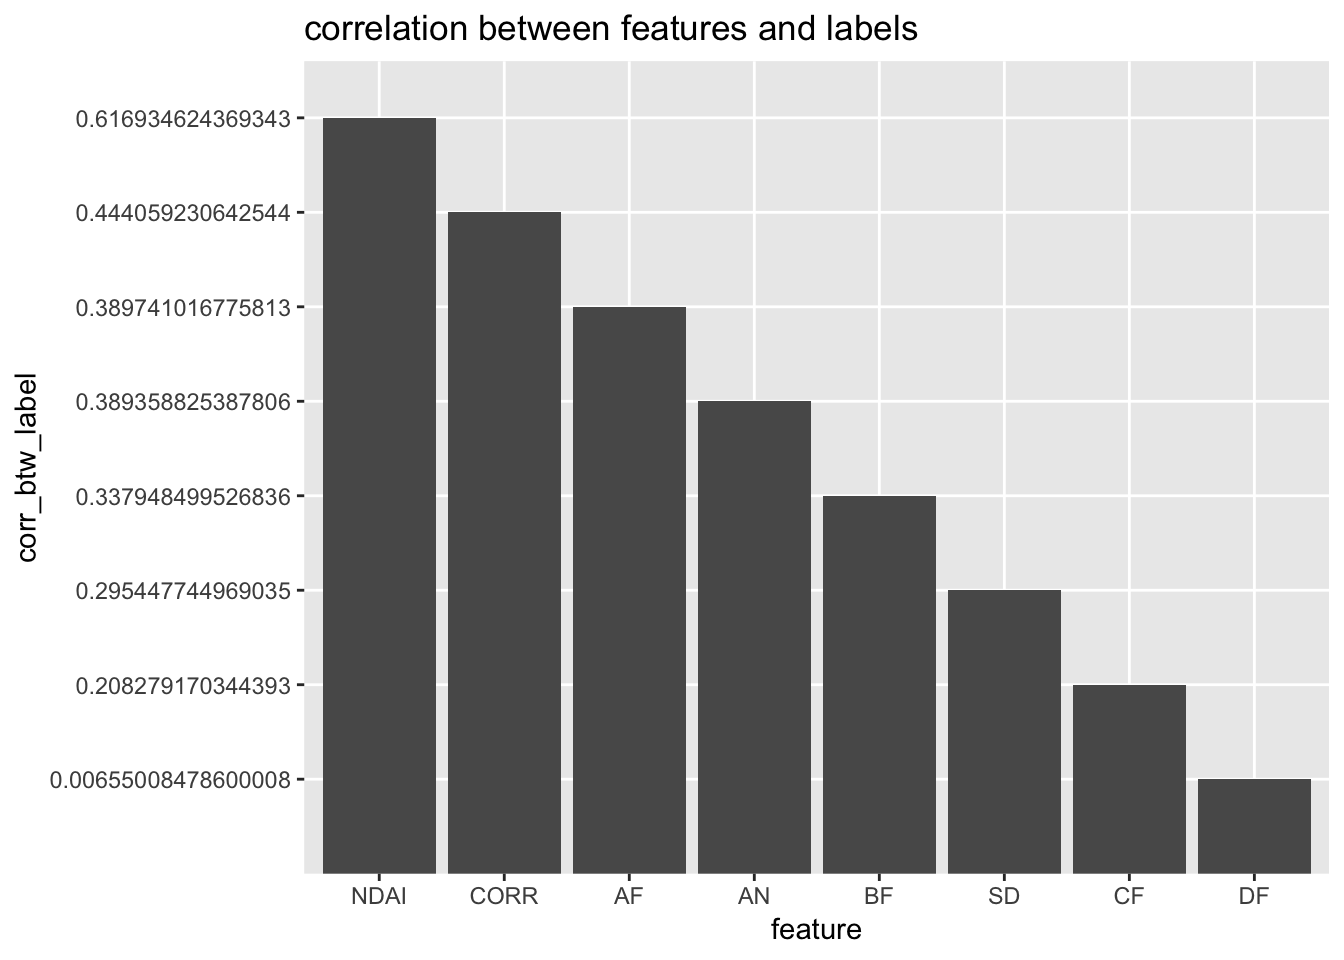 correlation between features and labels
corr_btw_label
0.616934624369343
0.444059230642544
0.389741016775813
0.389358825387806
0.337948499526836
0.295447744969035
0.208279170344393
0.00655008478600008
NDAI CORR AF AN BF SD CF DF
feature